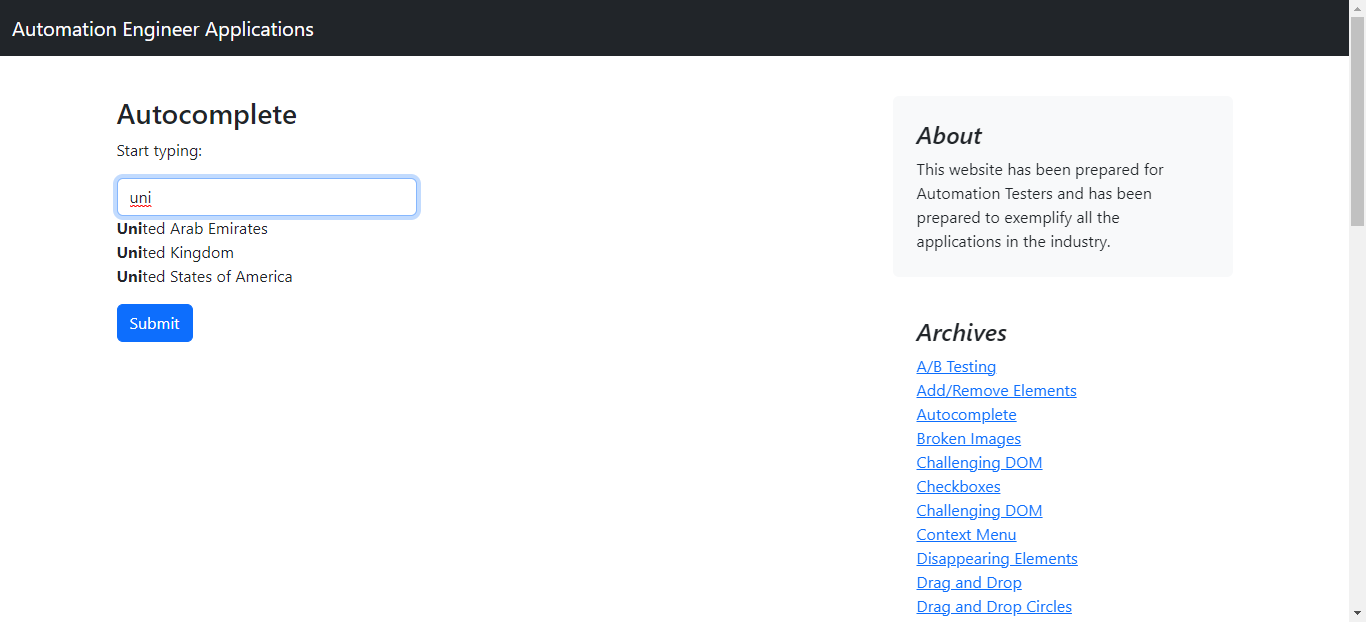 Automation Engineer Applications
Autocomplete
Start typing:
uni
United Arab Emirates
United Kingdom
United States of America
Submit
About
This website has been prepared for
Automation Testers and has been
prepared to exemplify all the
applications in the industry.
Archives
A/B Testing
Add/Remove Elements
Autocomplete
Broken Images
Challenging DOM
Checkboxes
Challenging DOM
Context Menu
Disappearing Elements
Drag and Drop
Drag and Drop Circles